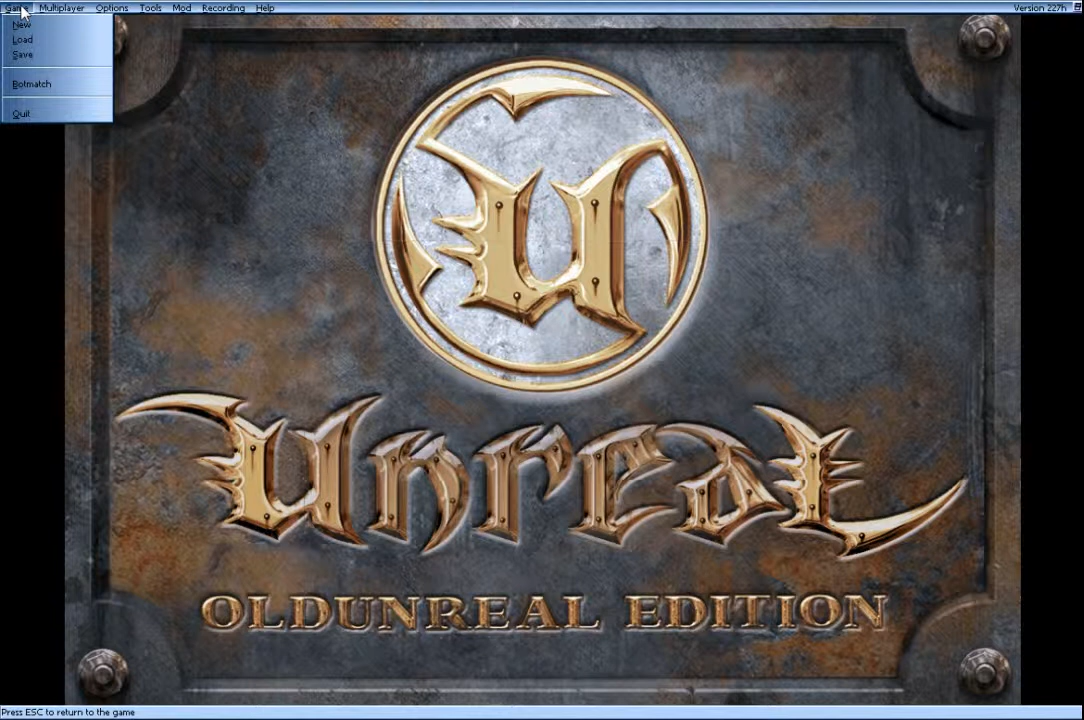 Game Multiplayer Options Tools Mod Recording Help Version 227h
New
Load
Save
Botmatch
Quit
Unreal
OLDUNREAL EDITION
Press ESC to return to the game